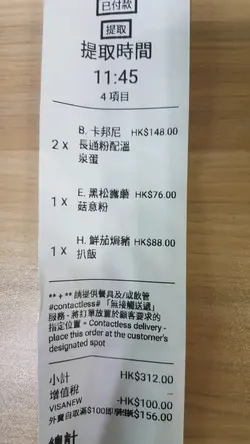 已付款
提取
提取時間
11:45
4 項目
B. 卡邦尼 HK$148.00
2 x 長通粉配溫
泉蛋
E. 黑松露蘑 HK$76.00
1 x 菇意粉
H. 鮮茄焗豬 HK$88.00
1 x 扒飯
** + ** 請提供餐具及/或飲管
#contactless# 「無接觸送遞」
服務 - 將訂單放置於顧客要求的
指定位置 = Contactless delivery -
place this order at the customer's
designated spot
小計 HK$312.00
增值稅 –
VISANEW -HK$100.00
外賣自取滿$100即 $156.00
總計